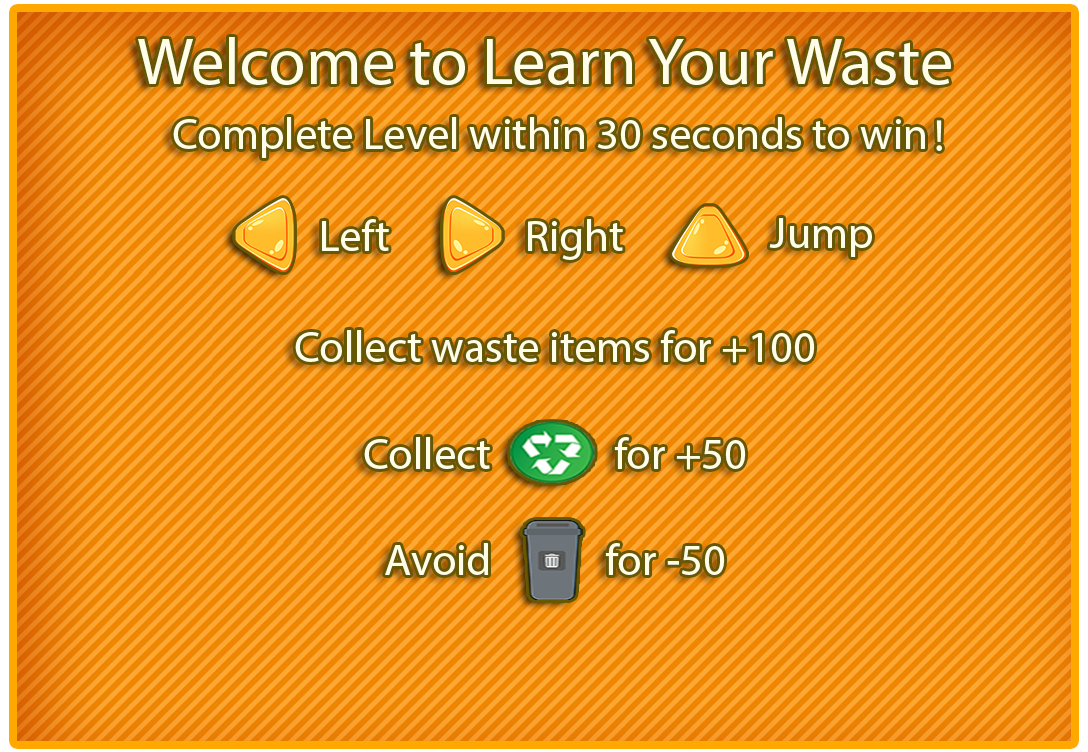 Welcome to Learn Your Waste
Complete Level within 30 seconds to win!
Left Right Jump
Collect waste items for +100
Collect for +50
Avoid for -50